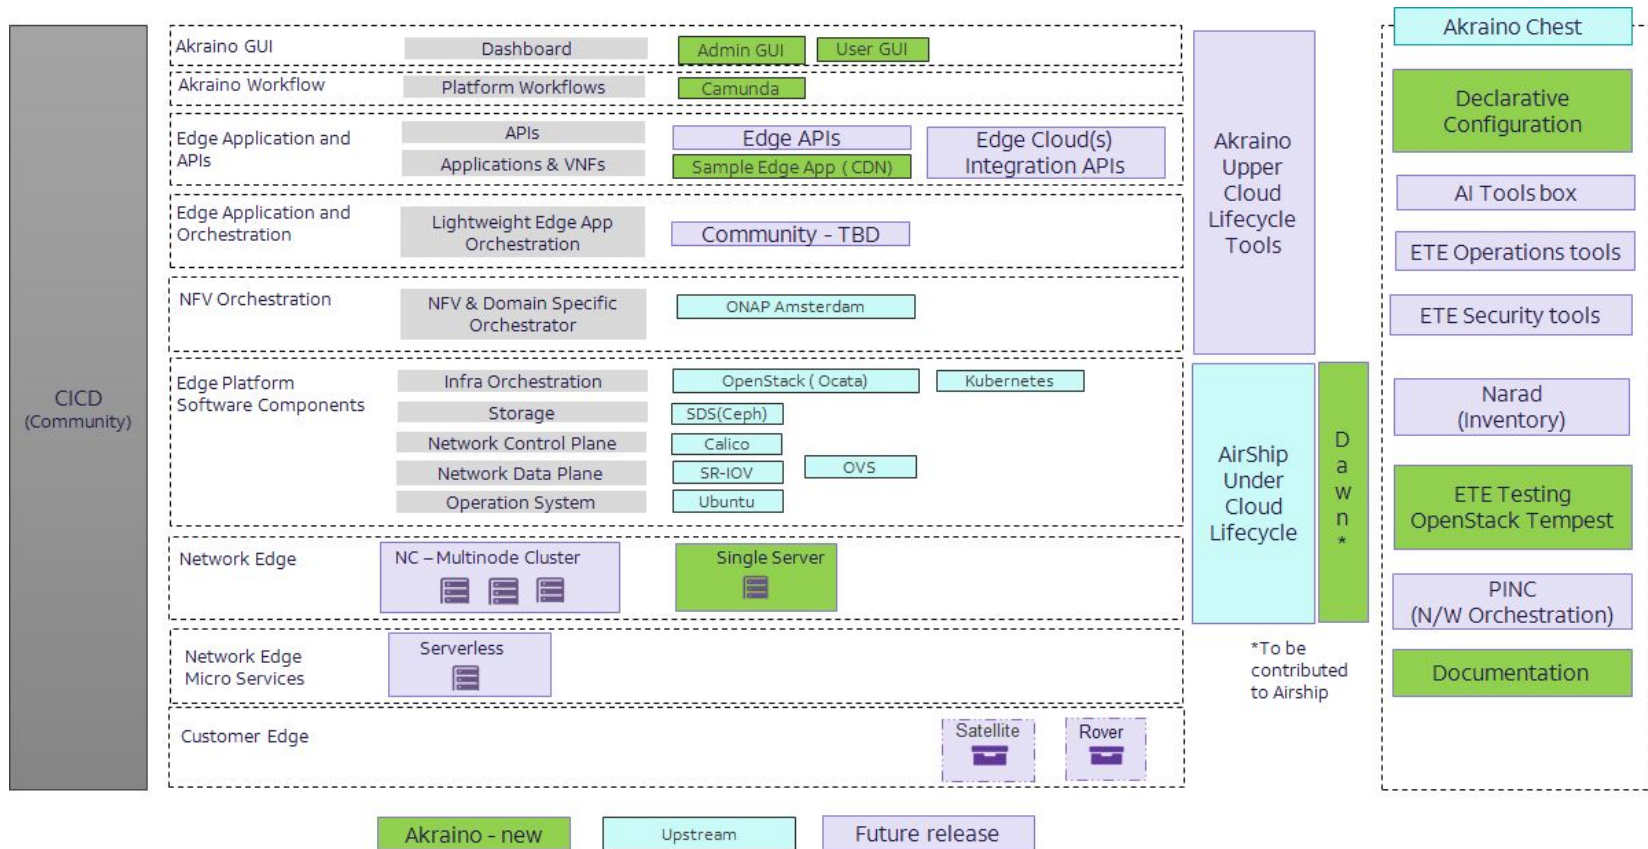 CICD
(Community)
Akraino GUI
Dashboard
Admin GUI
User GUI
Akraino Workflow
Platform Workflows
Camunda
Edge Application and
APIs
APIs
Applications & VNFs
Edge APIs
Sample Edge App ( CDN)
Edge Cloud(s)
Integration APIs
Edge Application and
Orchestration
Lightweight Edge App
Orchestration
Community - TBD
NFV Orchestration
NFV & Domain Specific
Orchestrator
ONAP Amsterdam
Edge Platform
Software Components
Infra Orchestration
OpenStack ( Ocata)
Kubernetes
Storage
SDS(Ceph)
Network Control Plane
Calico
Network Data Plane
SR-IOV
OVS
Operation System
Ubuntu
Network Edge
NC – Multinode Cluster
Single Server
Network Edge
Micro Services
Serverless
Customer Edge
Satellite
Rover
Akraino
Upper
Cloud
Lifecycle
Tools
AirShip
Under
Cloud
Lifecycle
D
a
w
n
*
*To be
contributed
to Airship
Akraino Chest
Declarative
Configuration
AI Tools box
ETE Operations tools
ETE Security tools
Narad
(Inventory)
ETE Testing
OpenStack Tempest
PINC
(N/W Orchestration)
Documentation
Akraino - new
Upstream
Future release